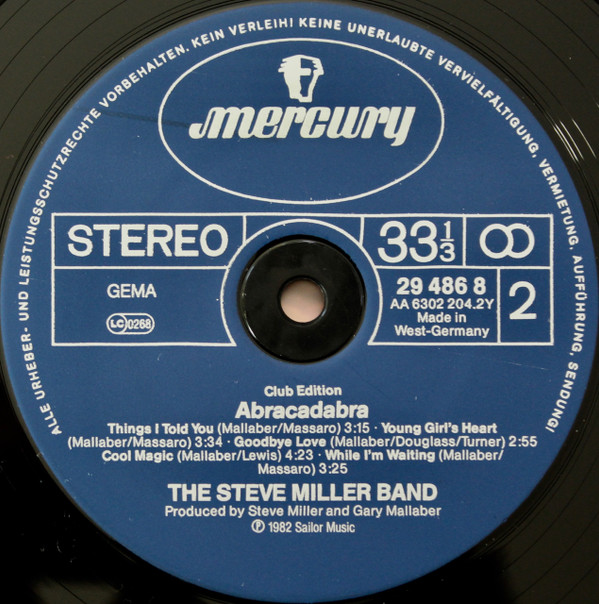 ALLE URHEBER- UND LEISTUNGSSCHUTZRECHTE VORBEHALTEN. KEIN VERLEIH! KEINE UNERLAUBTE VERVIELFÄLTIGUNG, VERMIETUNG, AUFFÜHRUNG, SENDUNG!
mercury
STEREO
33 1/3
GEMA
LC 0268
29 486 8
AA 6302 204.2Y
Made in
West-Germany
2
Club Edition
Abracadabra
Things I Told You (Mallaber/Massaro) 3:15 · Young Girl's Heart
(Mallaber/Massaro) 3:34 · Goodbye Love (Mallaber/Douglass/Turner) 2:55
Cool Magic (Mallaber/Lewis) 4:23 · While I'm Waiting (Mallaber/
Massaro) 3:25
THE STEVE MILLER BAND
Produced by Steve Miller and Gary Mallaber
℗ 1982 Sailor Music